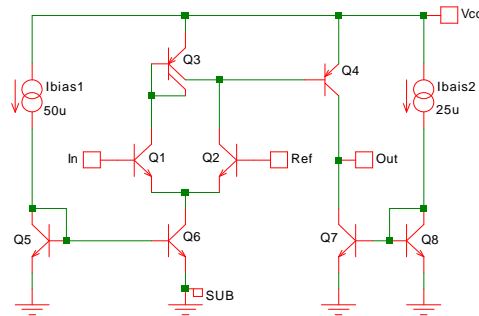 Vcc
Q3
Q4
Ibias1
50u
Ibais2
25u
In
Q1
Q2
Ref
Out
Q5
Q6
Q7
Q8
SUB